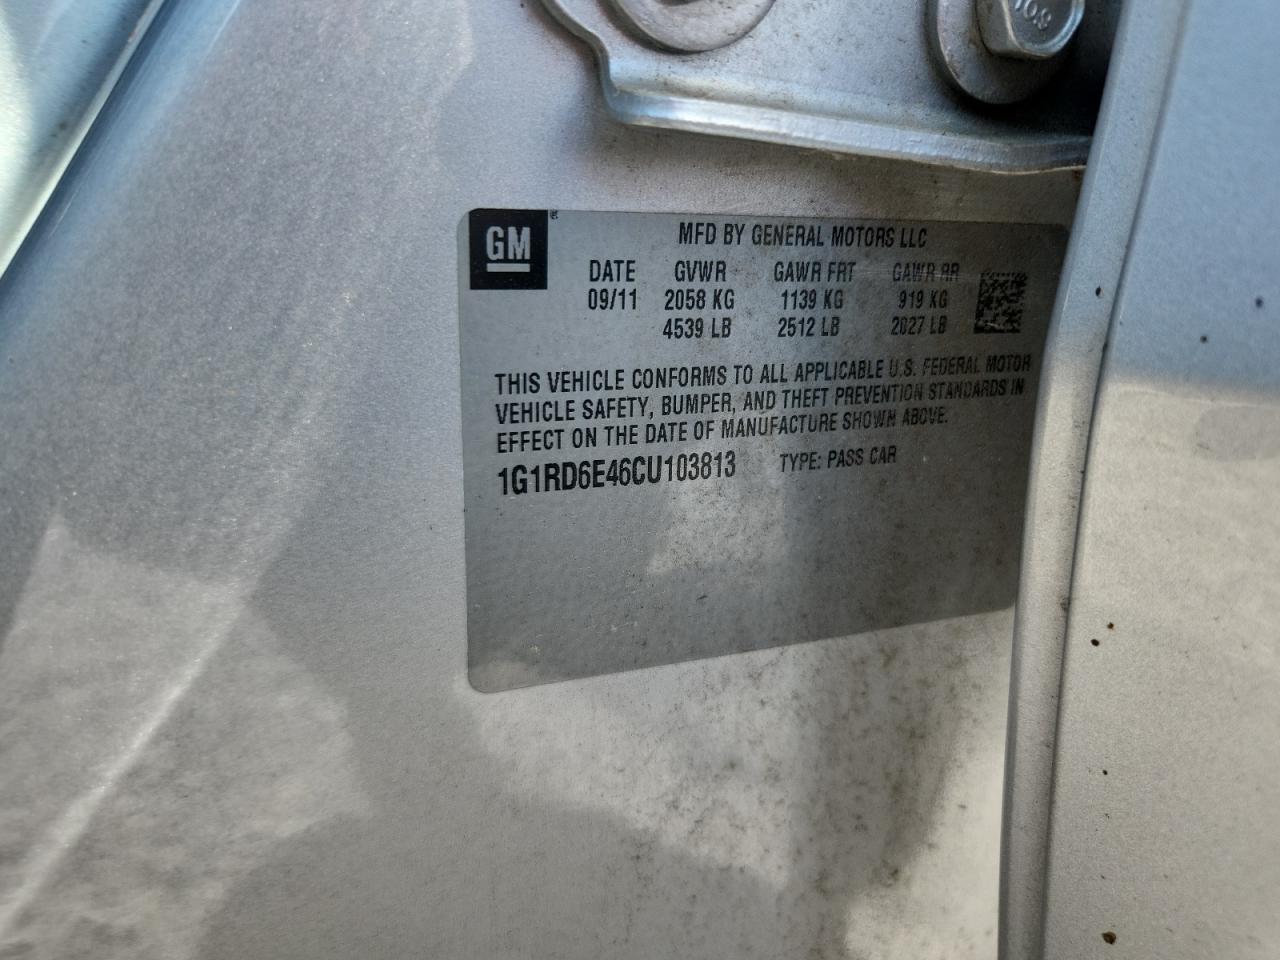 GM
MFD BY GENERAL MOTORS LLC
DATE GVWR GAWR FRT GAWR RR
09/11 2058 KG 1139 KG 919 KG
4539 LB 2512 LB 2027 LB
THIS VEHICLE CONFORMS TO ALL APPLICABLE U.S. FEDERAL MOTOR
VEHICLE SAFETY, BUMPER, AND THEFT PREVENTION STANDARDS IN
EFFECT ON THE DATE OF MANUFACTURE SHOWN ABOVE.
1G1RD6E46CU103813 TYPE: PASS CAR